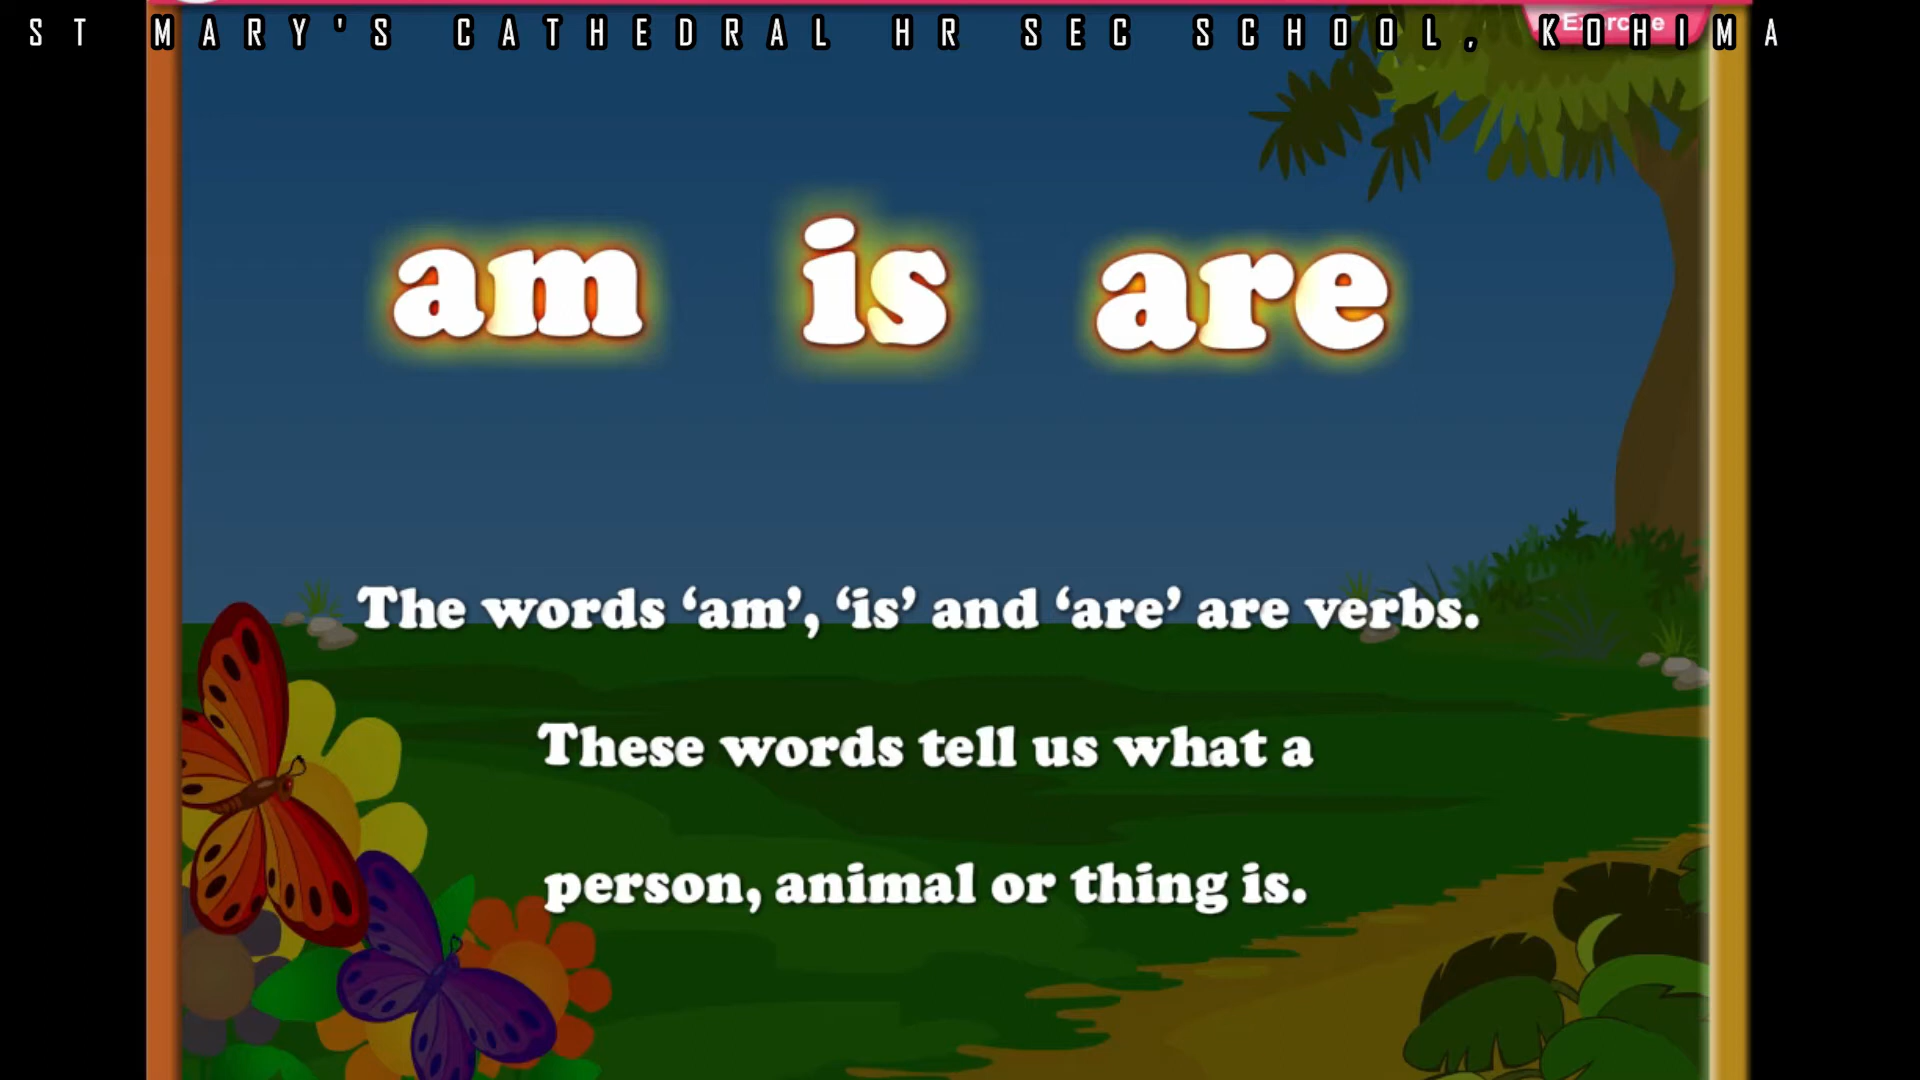 ST MARY'S CATHEDRAL HR SEC SCHOOL, KOHIMA
Exercise
am is are
The words ‘am’, ‘is’ and ‘are’ are verbs.
These words tell us what a
person, animal or thing is.